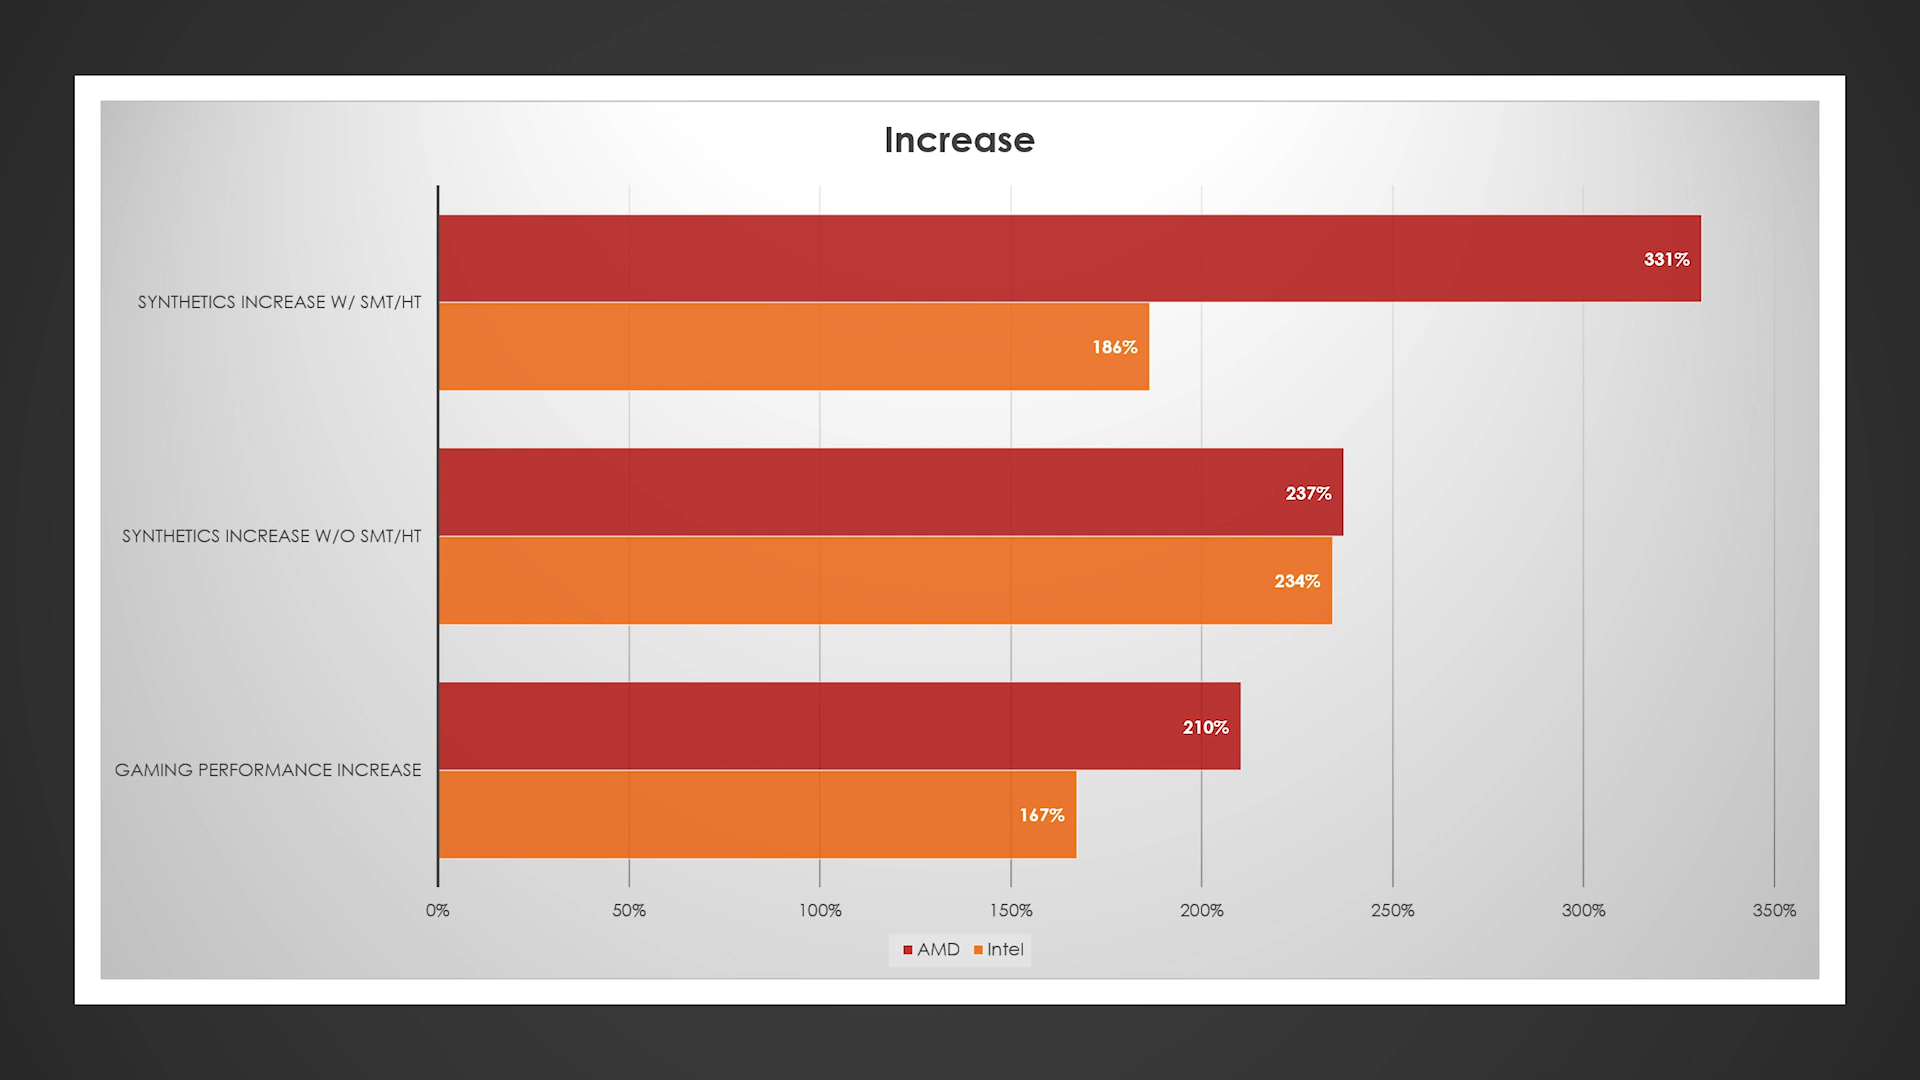 Increase
SYNTHETICS INCREASE W/ SMT/HT
331%
186%
SYNTHETICS INCREASE W/O SMT/HT
237%
234%
GAMING PERFORMANCE INCREASE
210%
167%
0% 50% 100% 150% 200% 250% 300% 350%
AMD Intel